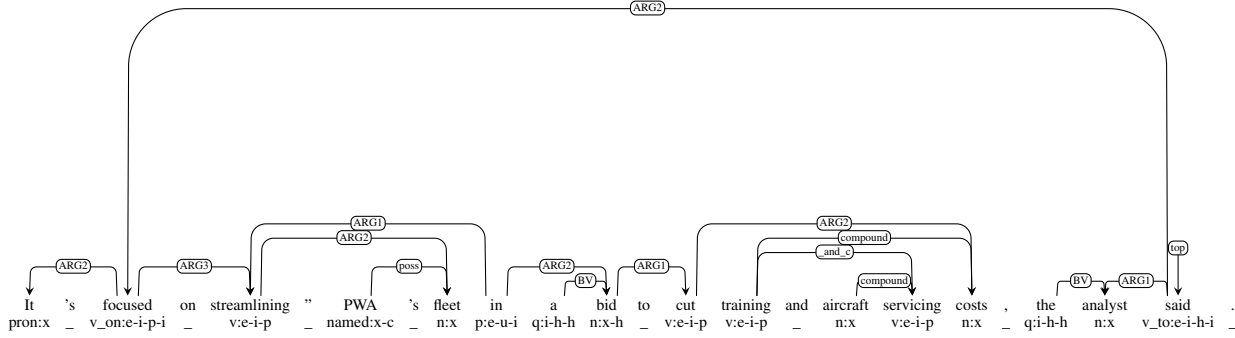 ARG2
ARG1 ARG2
ARG2 compound
top
_and_c
ARG2 ARG3 poss ARG2 BV ARG1 compound BV ARG1
It 's focused on streamlining " PWA 's fleet in a bid to cut training and aircraft servicing costs , the analyst said .
pron:x _ v_on:e-i-p-i _ v:e-i-p _ named:x-c _ n:x p:e-u-i q:i-h-h n:x-h _ v:e-i-p v:e-i-p _ n:x v:e-i-p n:x _ q:i-h-h n:x v_to:e-i-h-i _